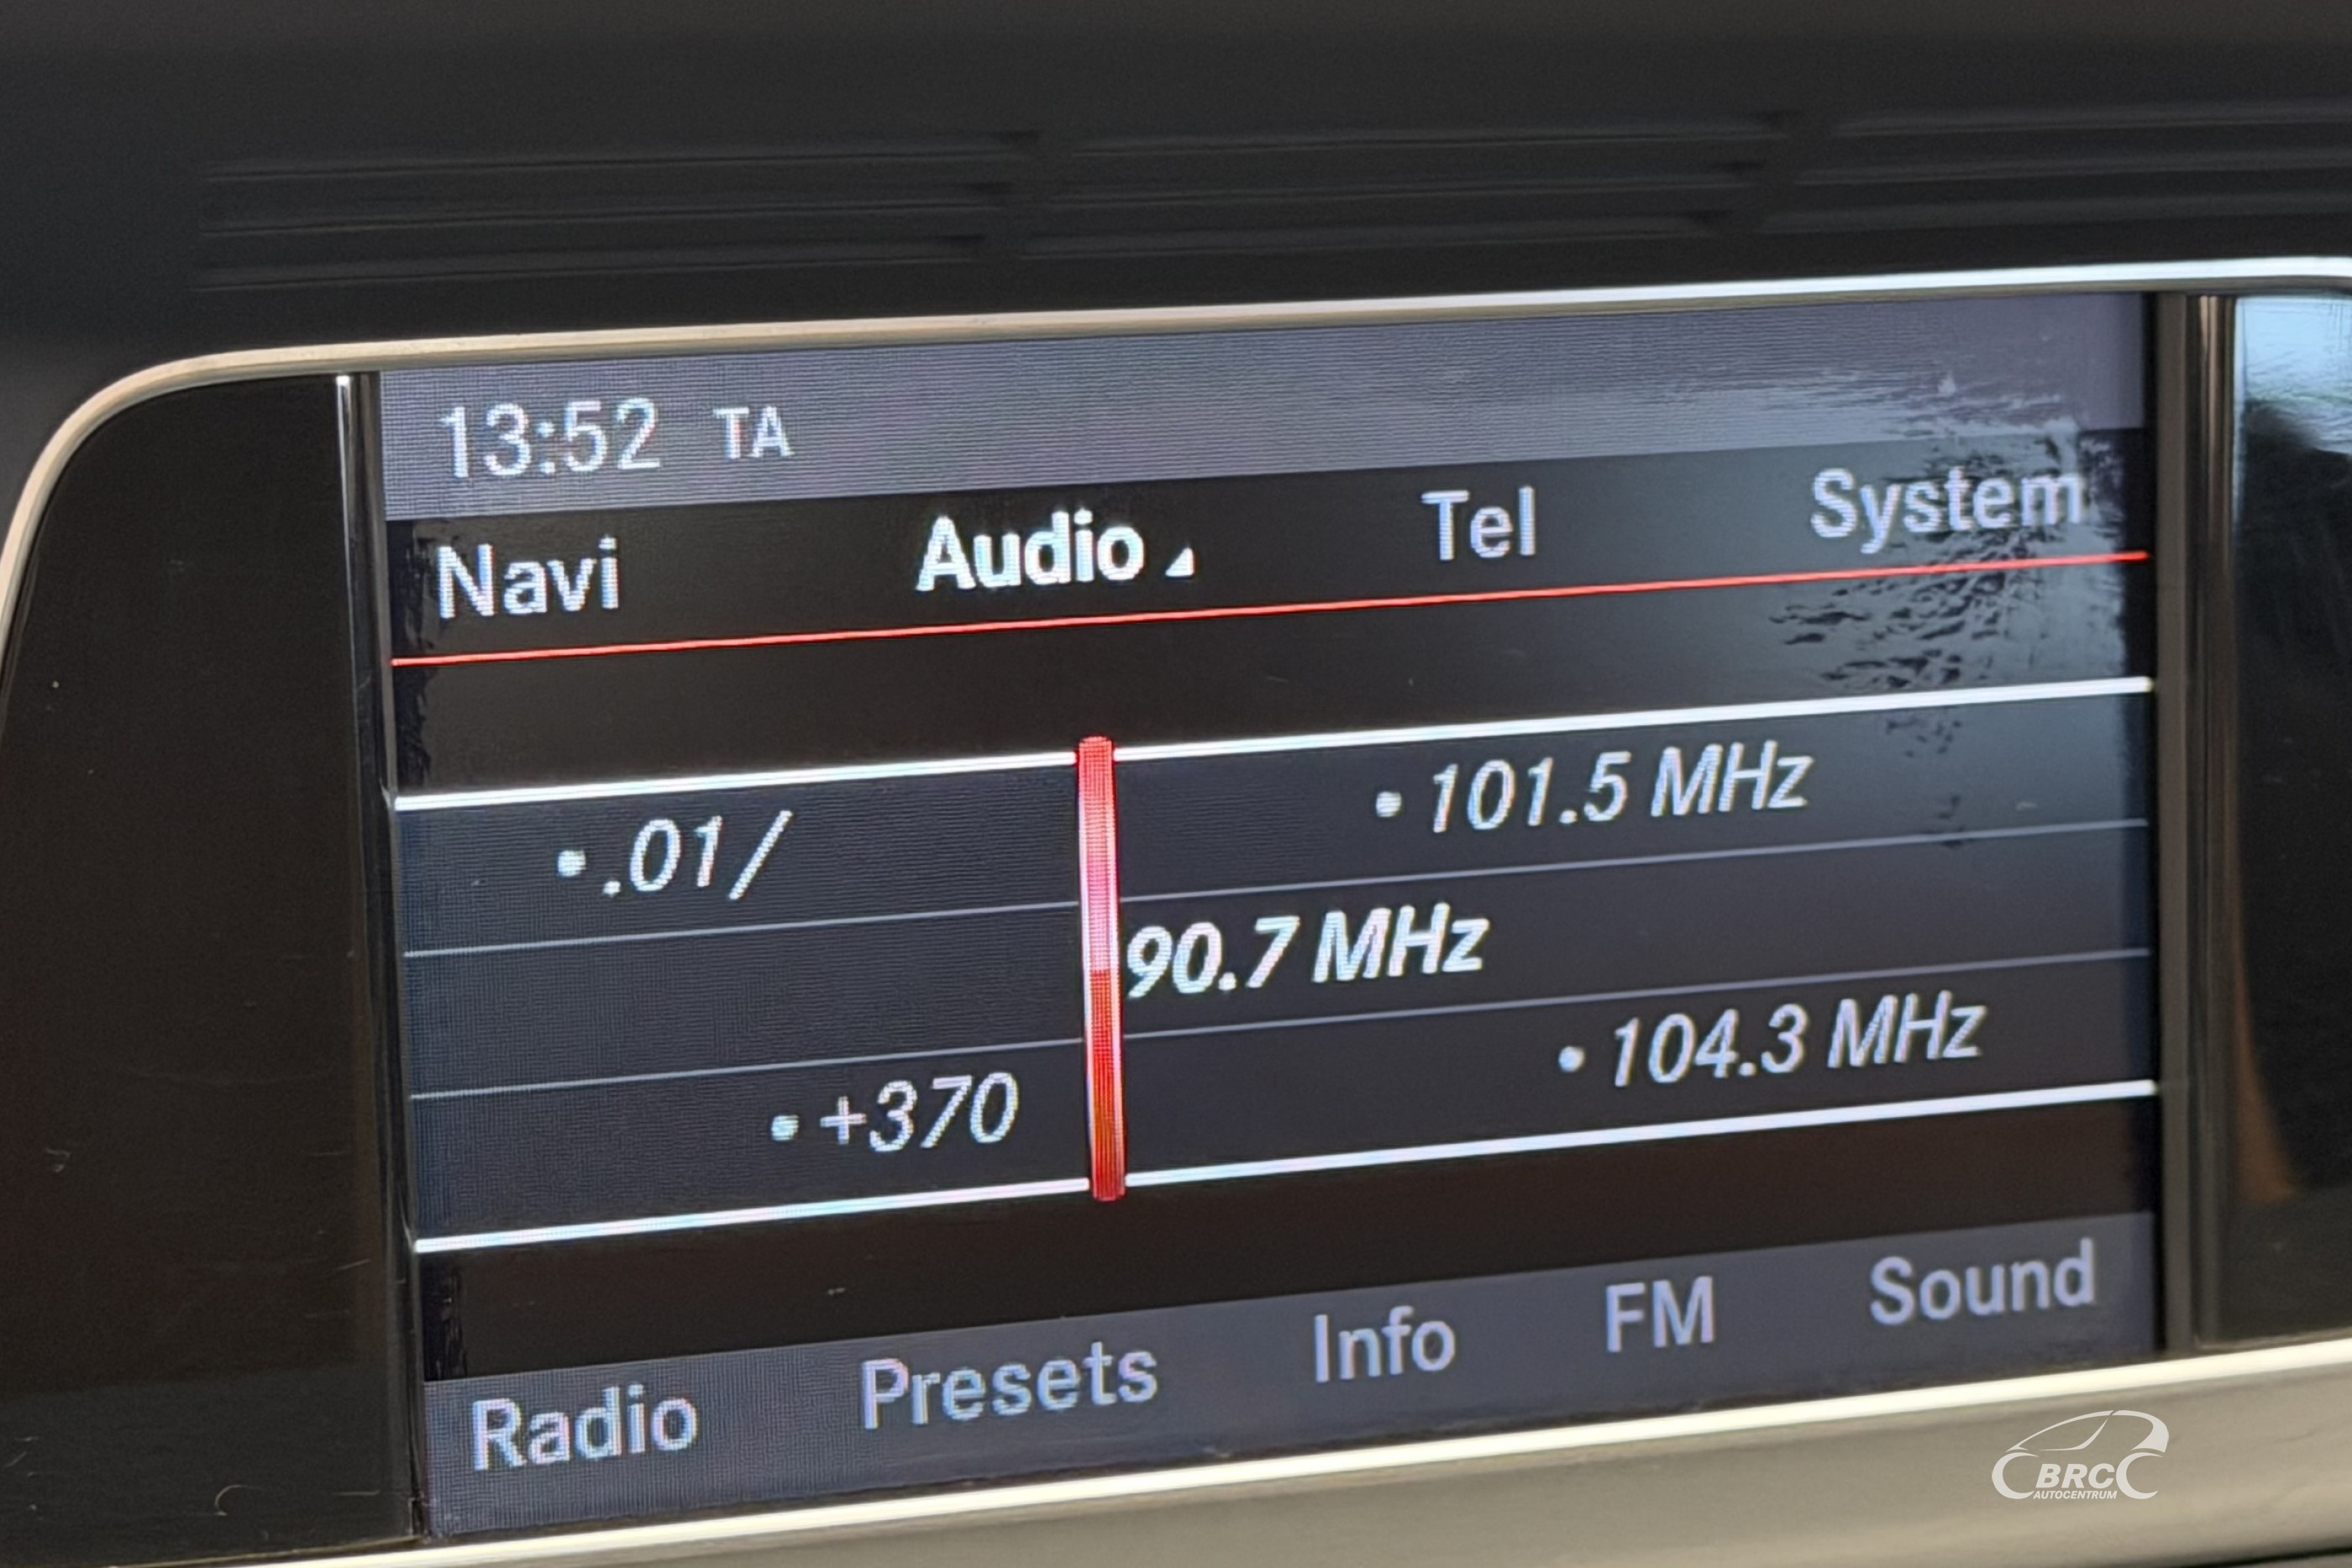 13:52 TA
Navi Audio Tel System
• .01/ • 101.5 MHz
90.7 MHz
• +370 • 104.3 MHz
Radio Presets Info FM Sound
BRC
AUTOCENTRUM